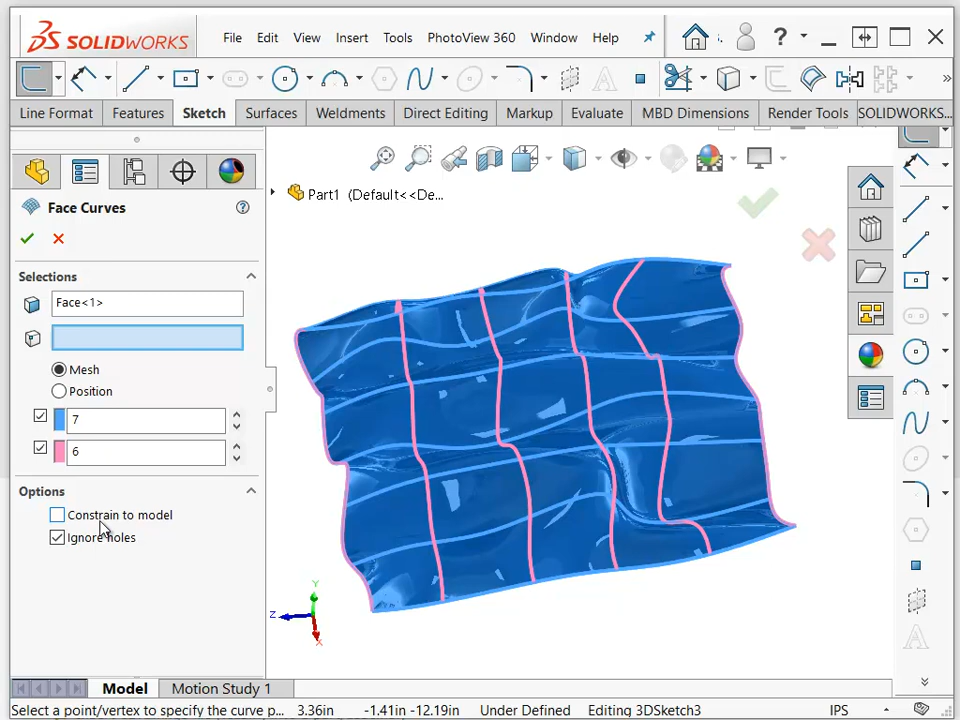 SOLIDWORKS File Edit View Insert Tools PhotoView 360 Window Help ?
Line Format Features Sketch Surfaces Weldments Direct Editing Markup Evaluate MBD Dimensions Render Tools SOLIDWORKS...
Part1 (Default<<De...
Face Curves
Selections
Face<1>
Mesh
Position
7
6
Options
Constrain to model
Ignore holes
Y
Z
X
Model Motion Study 1
Select a point/vertex to specify the curve p... 3.36in -1.41in -12.19in Under Defined Editing 3DSketch3 IPS